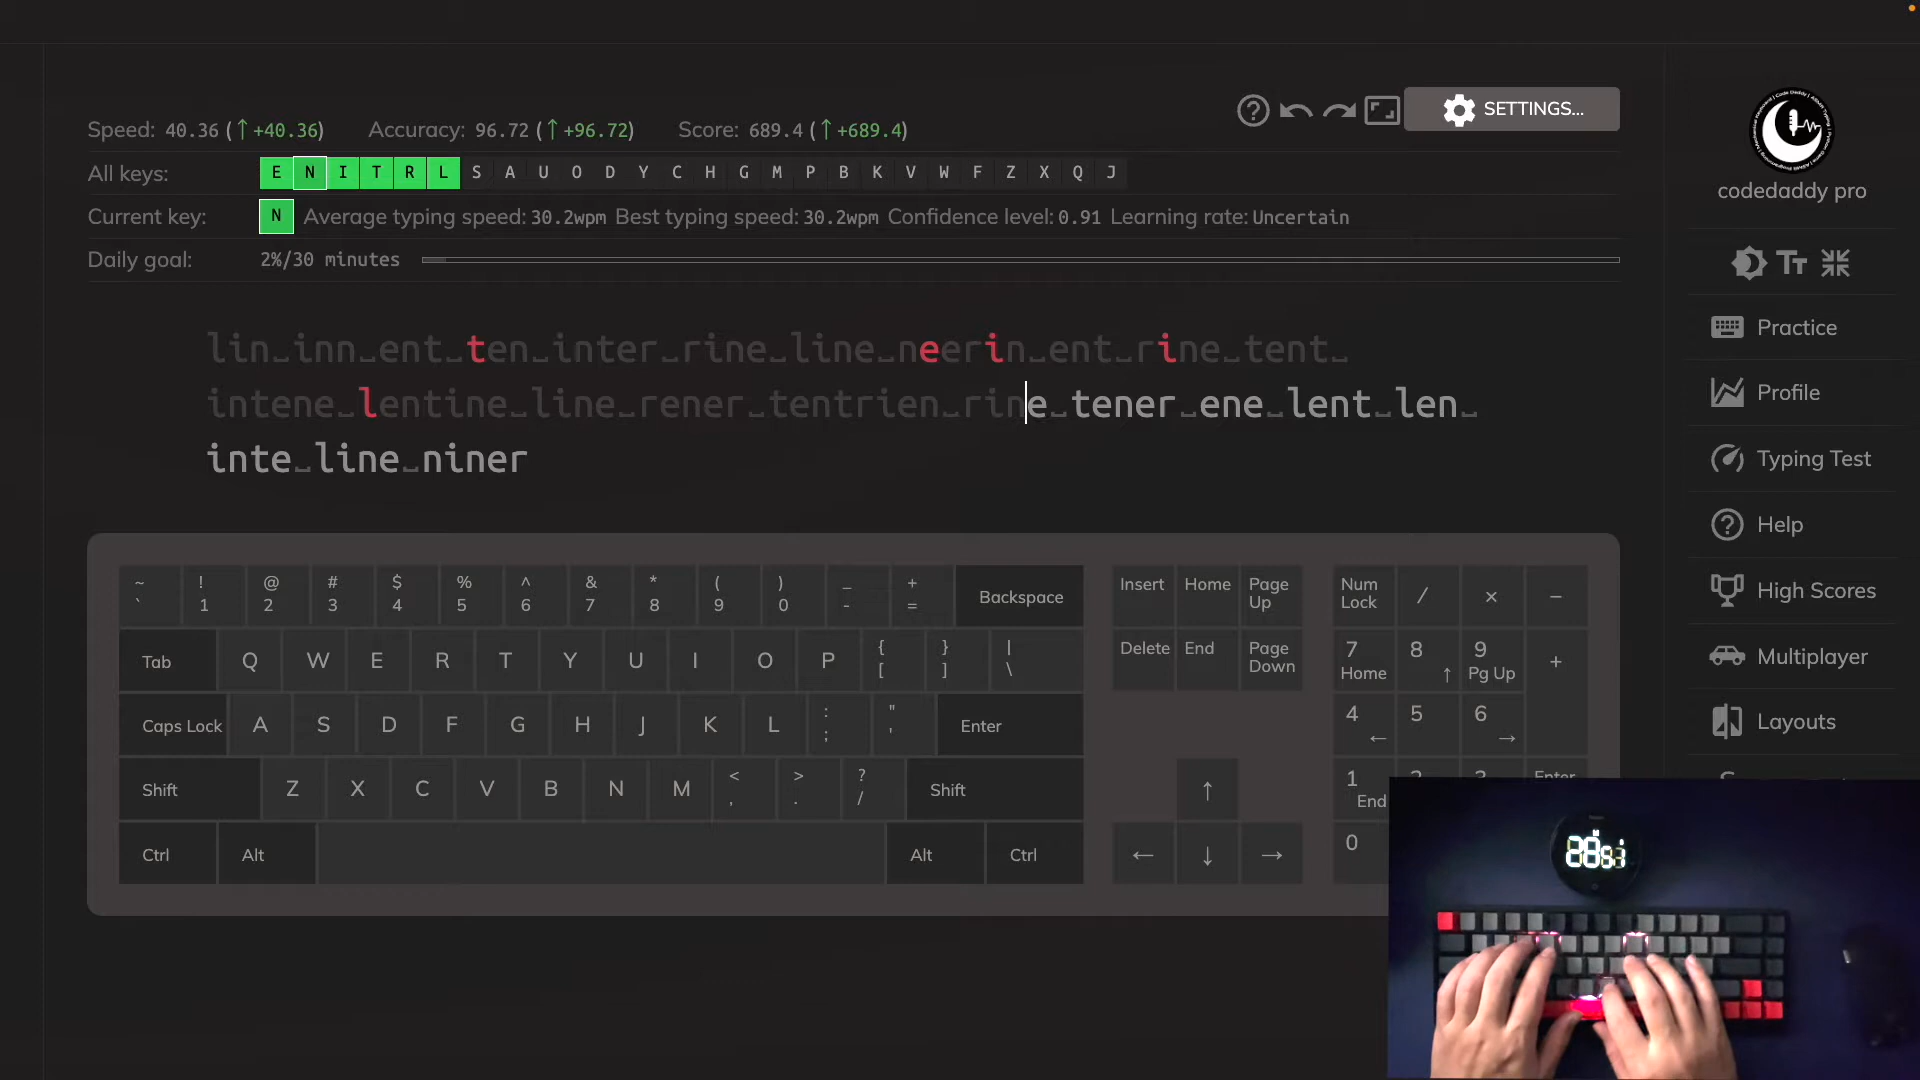 Speed: 40.36 (↑+40.36) Accuracy: 96.72 (↑+96.72) Score: 689.4 (↑+689.4)
SETTINGS...
All keys: E N I T R L S A U O D Y C H G M P B K V W F Z X Q J
Current key: N Average typing speed: 30.2wpm Best typing speed: 30.2wpm Confidence level: 0.91 Learning rate: Uncertain
Daily goal: 2%/30 minutes
lin inn ent ten inter rine line neerin ent rine tent
intene lentine line rener tentrien rine tener ene lent len
inte line niner
~ ! @ # $ % ^ & * ( ) _ +
` 1 2 3 4 5 6 7 8 9 0 - = Backspace
Tab Q W E R T Y U I O P { [ } ] | \
Caps Lock A S D F G H J K L : ; " ' Enter
Shift Z X C V B N M < , > . ? / Shift
Ctrl Alt Alt Ctrl
Insert Home Page Up
Delete End Page Down
↑
← ↓ →
Num Lock / × −
7 Home 8 ↑ 9 Pg Up +
4 ← 5 6 →
1 End 2 3 Enter
0
codedaddy pro
Tт
Practice
Profile
Typing Test
Help
High Scores
Multiplayer
Layouts